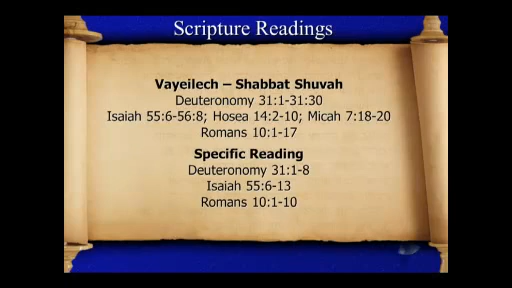 Scripture Readings
Vayeilech – Shabbat Shuvah
Deuteronomy 31:1-31:30
Isaiah 55:6-56:8; Hosea 14:2-10; Micah 7:18-20
Romans 10:1-17
Specific Reading
Deuteronomy 31:1-8
Isaiah 55:6-13
Romans 10:1-10